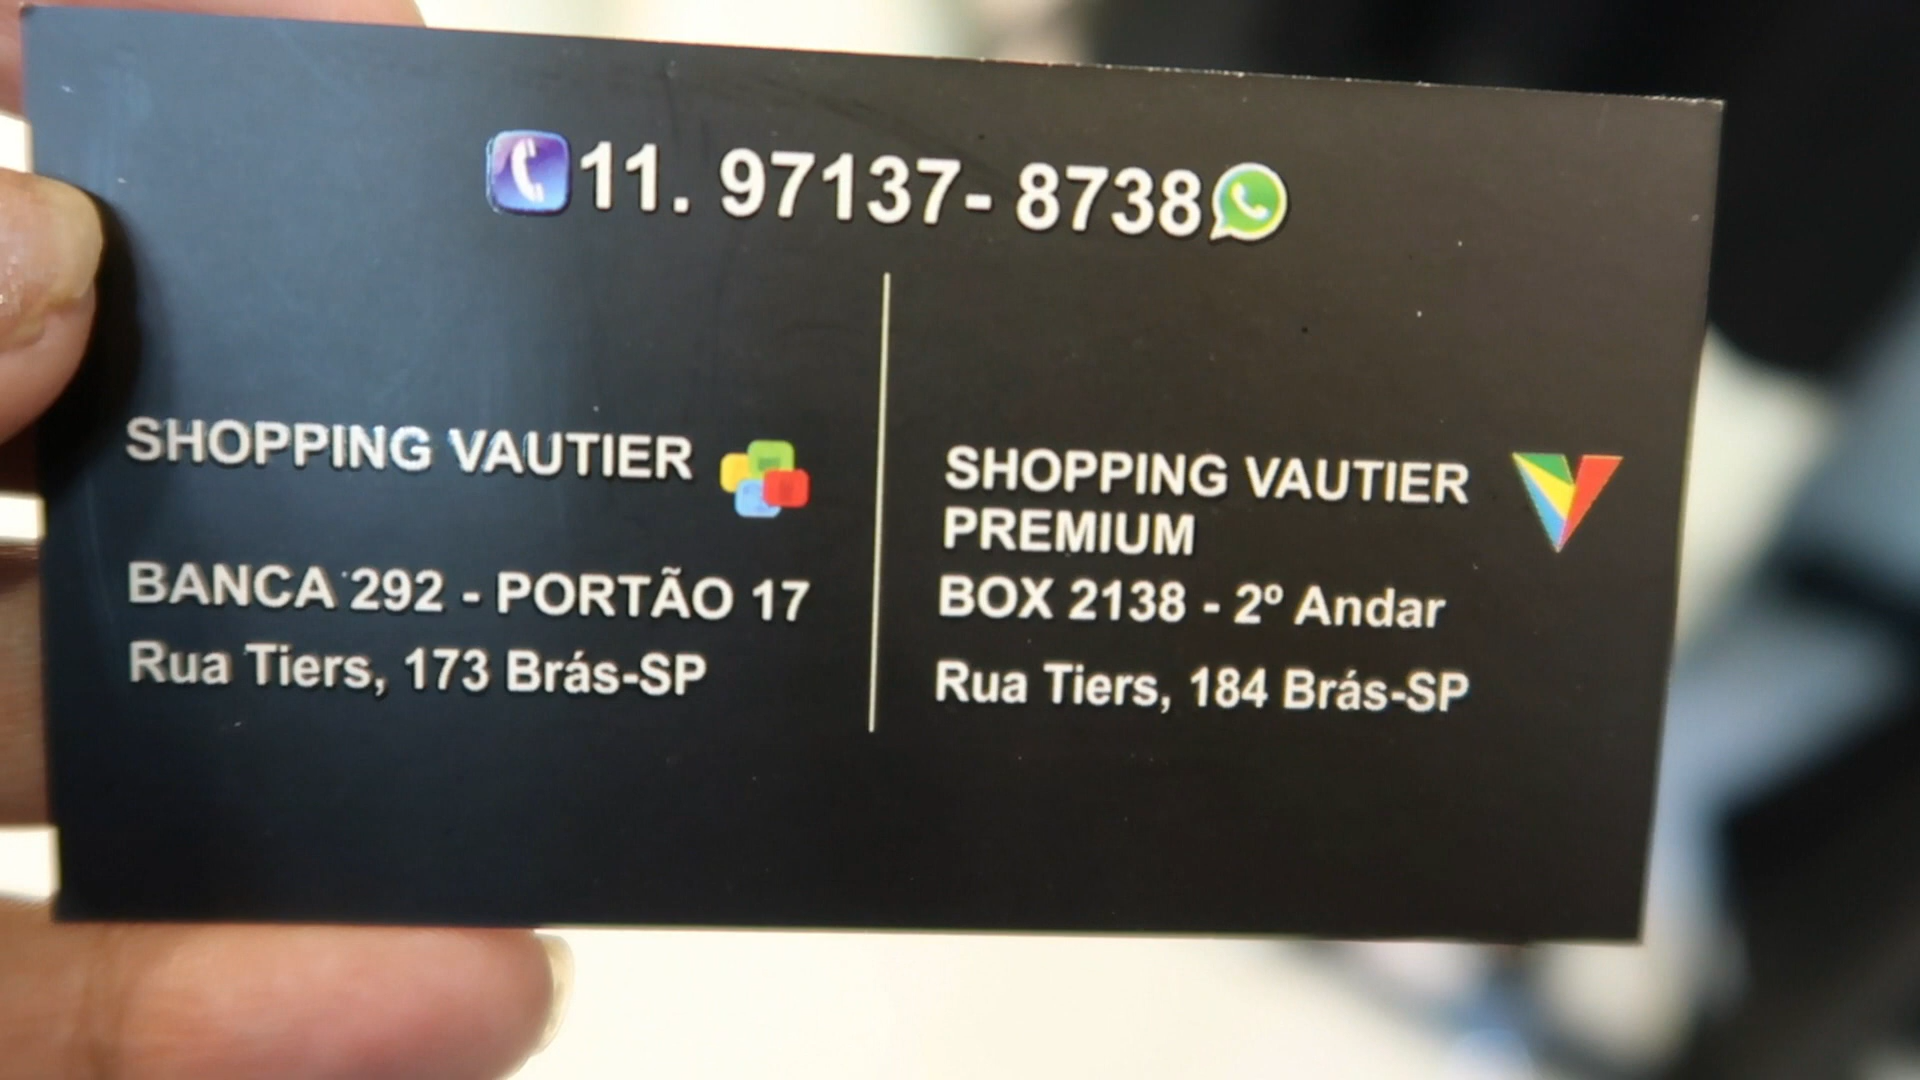 11. 97137- 8738
SHOPPING VAUTIER
BANCA 292 - PORTÃO 17
Rua Tiers, 173 Brás-SP
SHOPPING VAUTIER
PREMIUM
BOX 2138 - 2º Andar
Rua Tiers, 184 Brás-SP